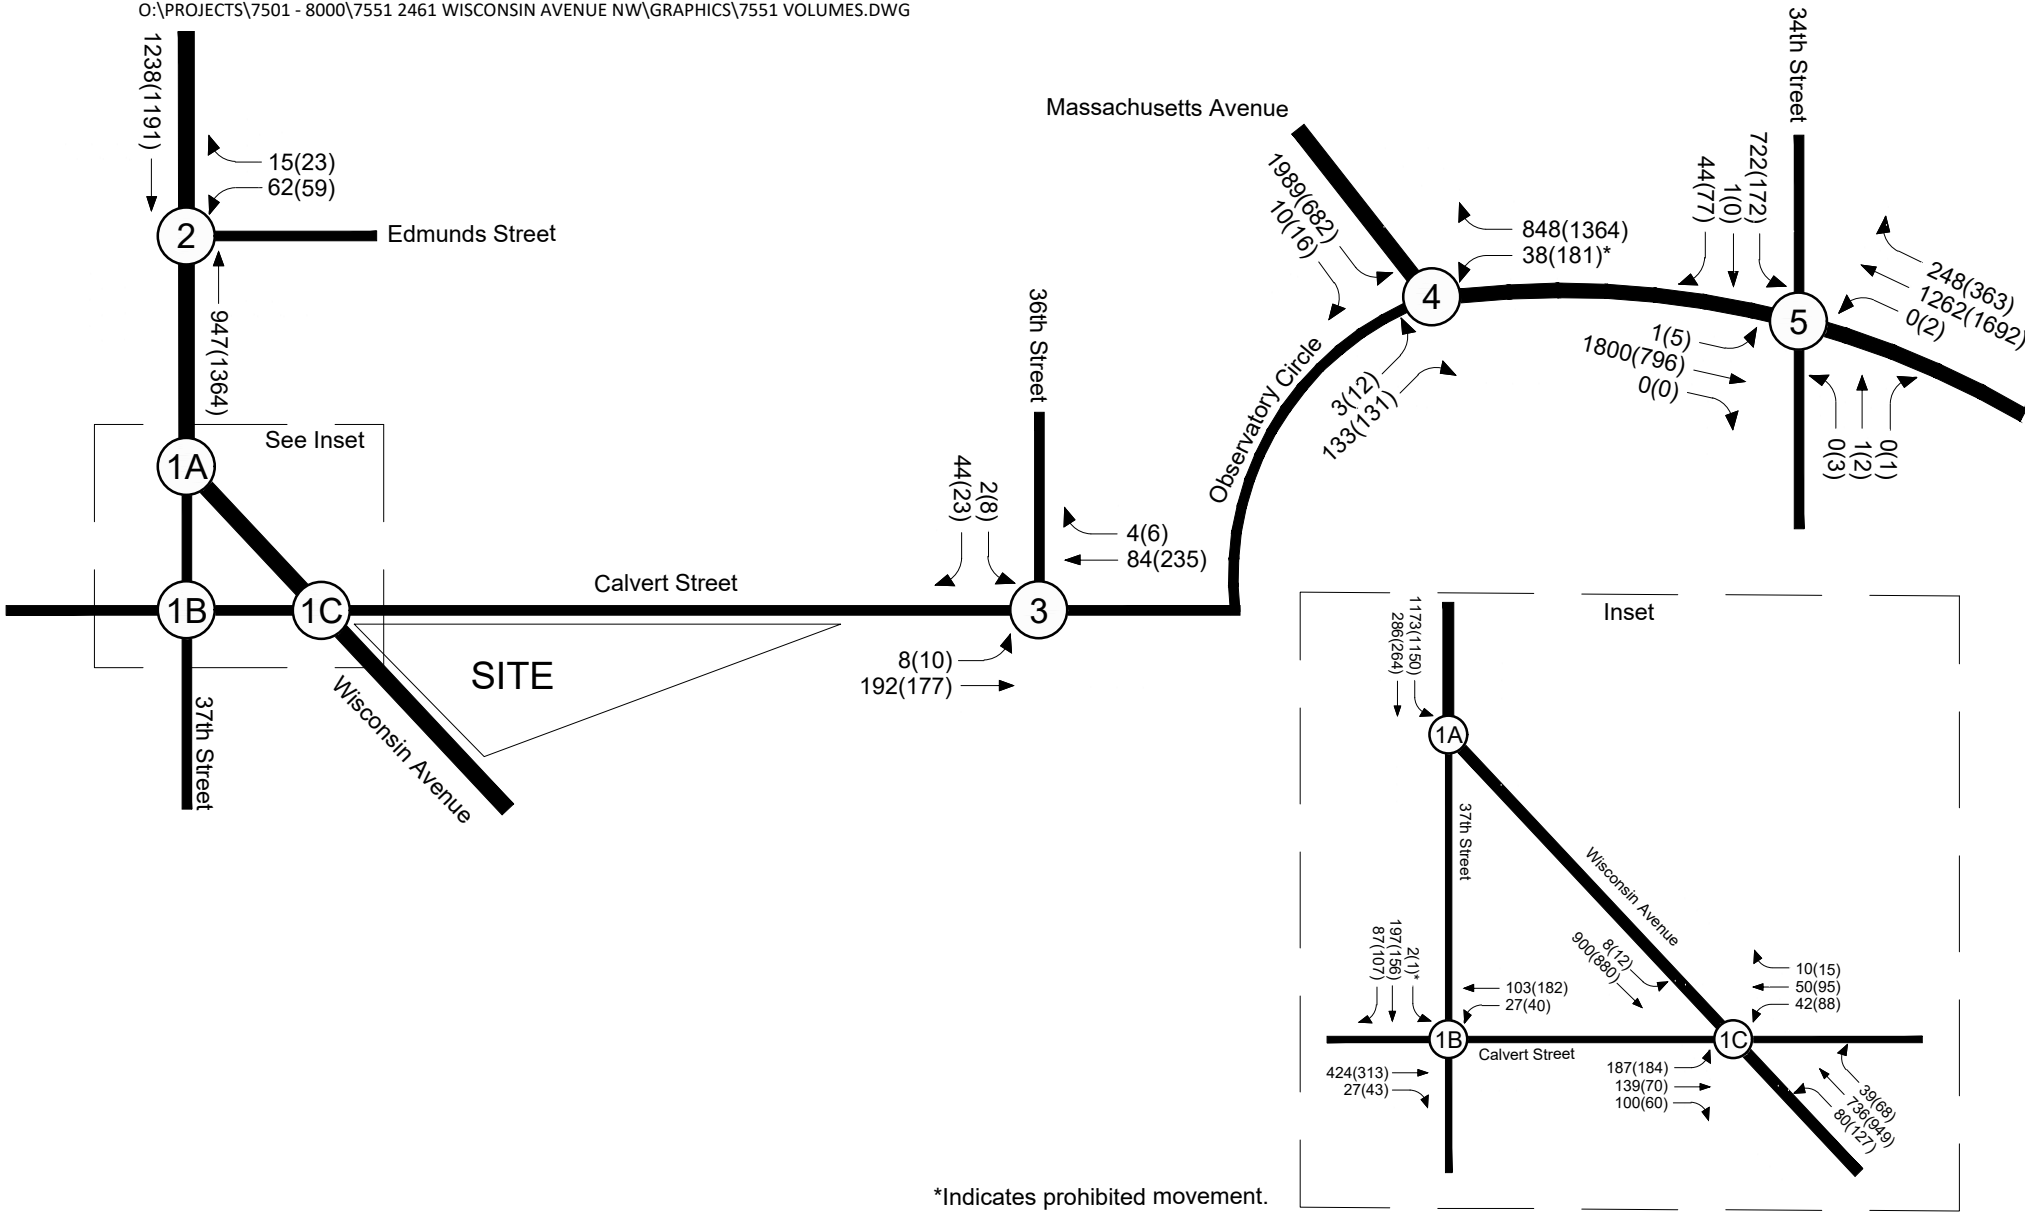 O:\PROJECTS\7501 - 8000\7551 2461 WISCONSIN AVENUE NW\GRAPHICS\7551 VOLUMES.DWG
1238(1191)
15(23)
62(59)
2
Edmunds Street
947(1364)
See Inset
1A
1B
1C
37th Street
Wisconsin Avenue
SITE
Calvert Street
36th Street
44(23)
2(8)
4(6)
84(235)
3
8(10)
192(177)
Massachusetts Avenue
1989(682)
10(16)
848(1364)
38(181)*
4
Observatory Circle
3(12)
133(131)
34th Street
722(172)
1(0)
44(77)
248(363)
1262(1692)
0(2)
5
1(5)
1800(796)
0(0)
0(3)
1(2)
0(1)
Inset
1173(1150)
286(264)
1A
37th Street
Wisconsin Avenue
2(1)*
197(156)
87(107)
103(182)
27(40)
8(12)
900(880)
10(15)
50(95)
42(88)
1B
Calvert Street
1C
424(313)
27(43)
187(184)
139(70)
100(60)
39(68)
736(949)
80(127)
*Indicates prohibited movement.